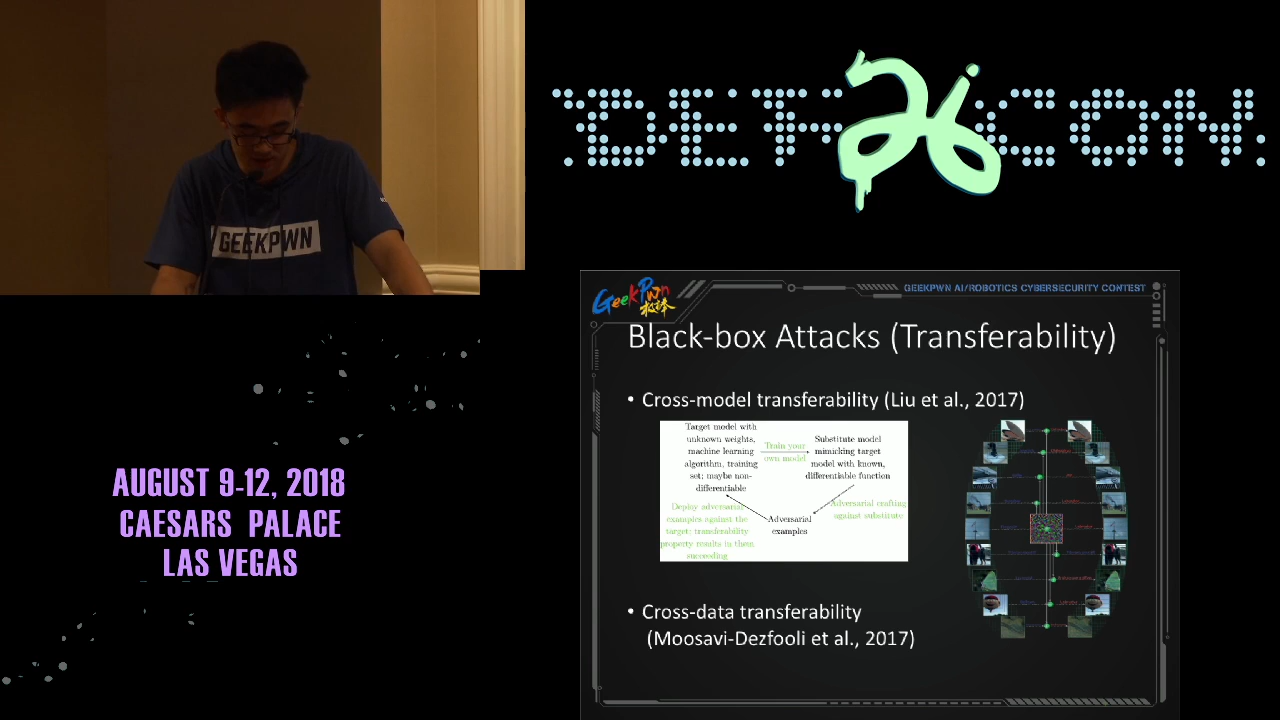 DEF CON
26
GEEKPWN
AUGUST 9-12, 2018
CAESARS PALACE
LAS VEGAS
GeekPwn
GEEKPWN AI/ROBOTICS CYBERSECURITY CONTEST
Black-box Attacks (Transferability)
• Cross-model transferability (Liu et al., 2017)
Target model with
unknown weights,
machine learning
algorithm, training
set; maybe non-
differentiable
Train your
own model
Substitute model
mimicking target
model with known,
differentiable function
Adversarial crafting
against substitute
Adversarial
examples
Deploy adversarial
examples against the
target; transferability
property results in them
succeeding
• Cross-data transferability
(Moosavi-Dezfooli et al., 2017)